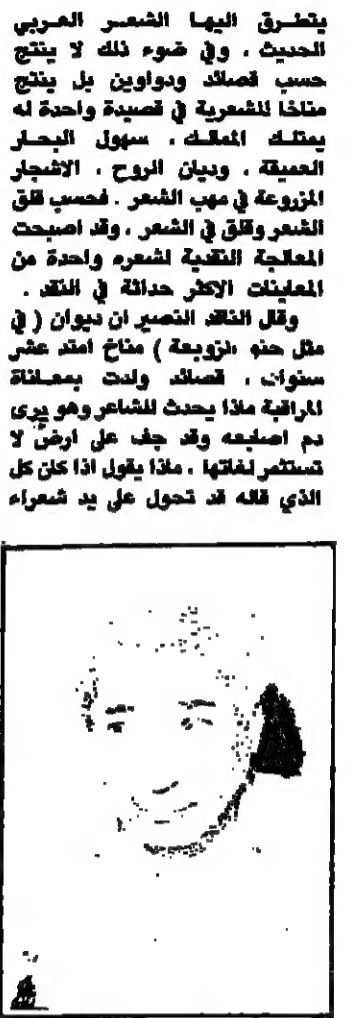 يتطرق اليها الشعر العربي
الحديث . وفي ضوء ذلك لا ينتج
حسب قصائد ودواوين بل ينتج
مناخا للشعرية في قصيدة واحدة له
يمتلك الممالك ، سهول البحار
العميقة ، وديان الروح ، الاشجار
المزروعة في مهب الشعر . فحسب قلق
الشعر وقلق في الشعر ، وقد اصبحت
المعالجة النقدية لشعره واحدة من
المعاينات الاكثر حداثة في النقد .
وقال الناقد النصير ان ديوان ( في
مثل حنو الزوبعة ) مناخ امتد عشر
سنوات ، قصائد ولدت بمعاناة
المراقبة ماذا يحدث للشاعر وهو يرى
دم اصابعه وقد جف على ارض لا
تستثمر لغاتها ، ماذا يقول اذا كان كل
الذي قاله قد تحول على يد شعراء